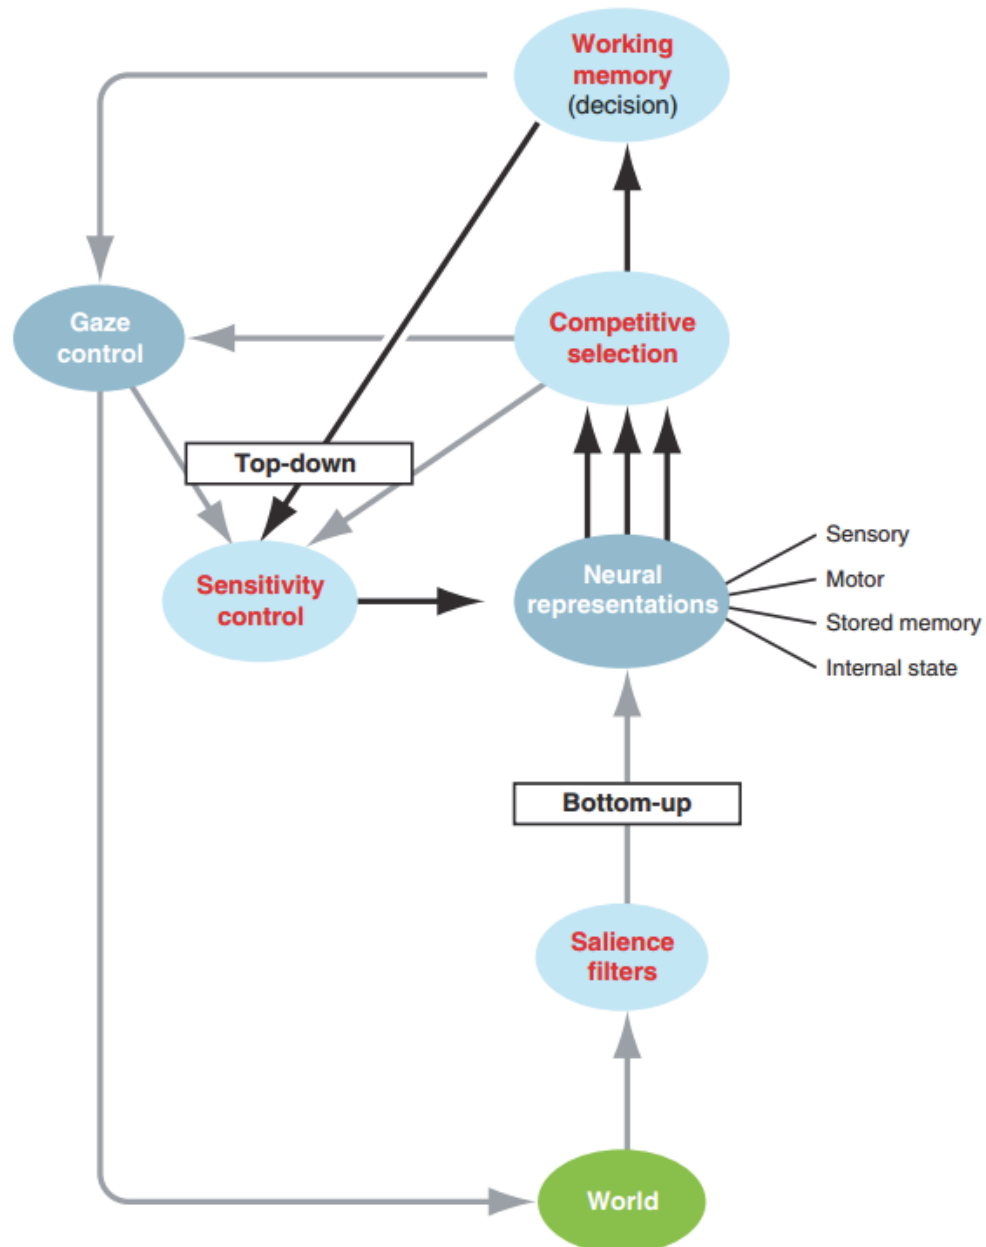 Working
memory
(decision)
Gaze
control
Competitive
selection
Top-down
Sensitivity
control
Neural
representations
Sensory
Motor
Stored memory
Internal state
Bottom-up
Salience
filters
World